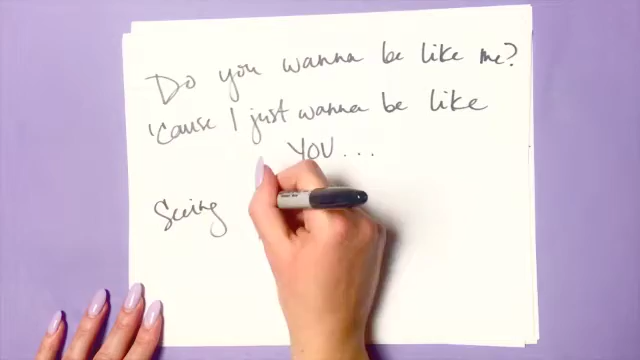 Do you wanna be like me?
'cause I just wanna be like
YOU...
Seeing